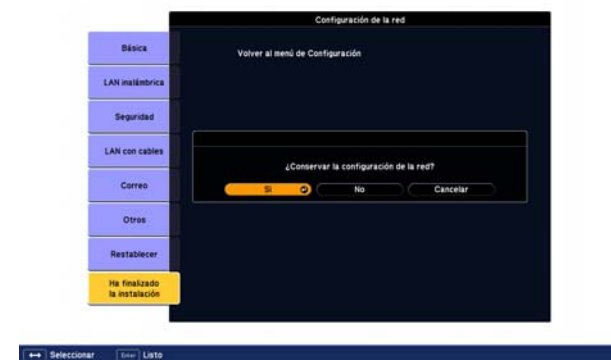 Configuración de la red
Básica
Volver al menú de Configuración
LAN inalámbrica
Seguridad
LAN con cables
¿Conservar la configuración de la red?
Sí No Cancelar
Correo
Otros
Restablecer
Ha finalizado
la instalación
Seleccionar Enter Listo